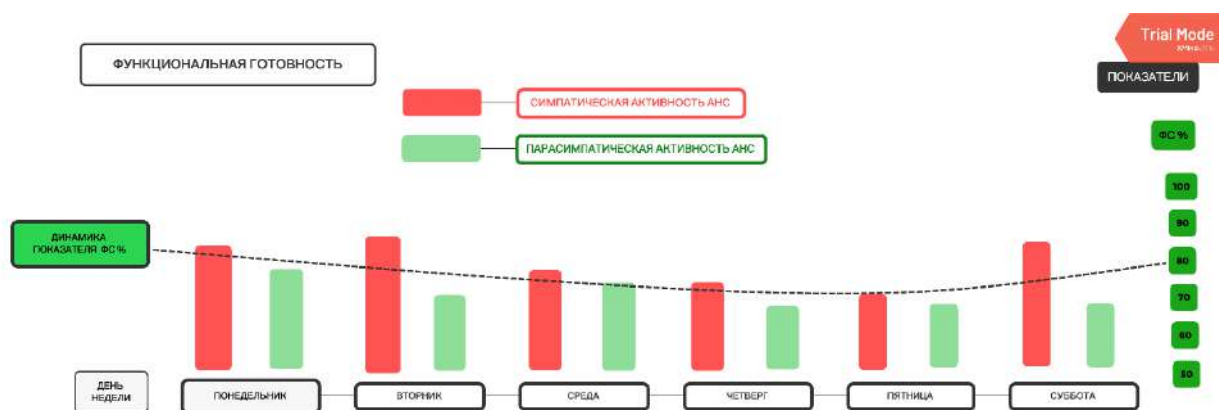 Trial Mode
ФУНКЦИОНАЛЬНАЯ ГОТОВНОСТЬ
ПОКАЗАТЕЛИ
СИМПАТИЧЕСКАЯ АКТИВНОСТЬ АНС
ПАРАСИМПАТИЧЕСКАЯ АКТИВНОСТЬ АНС
ФС %
100
90
ДИНАМИКА
ПОКАЗАТЕЛЯ ФС %
80
70
60
50
ДЕНЬ
НЕДЕЛИ
ПОНЕДЕЛЬНИК
ВТОРНИК
СРЕДА
ЧЕТВЕРГ
ПЯТНИЦА
СУББОТА